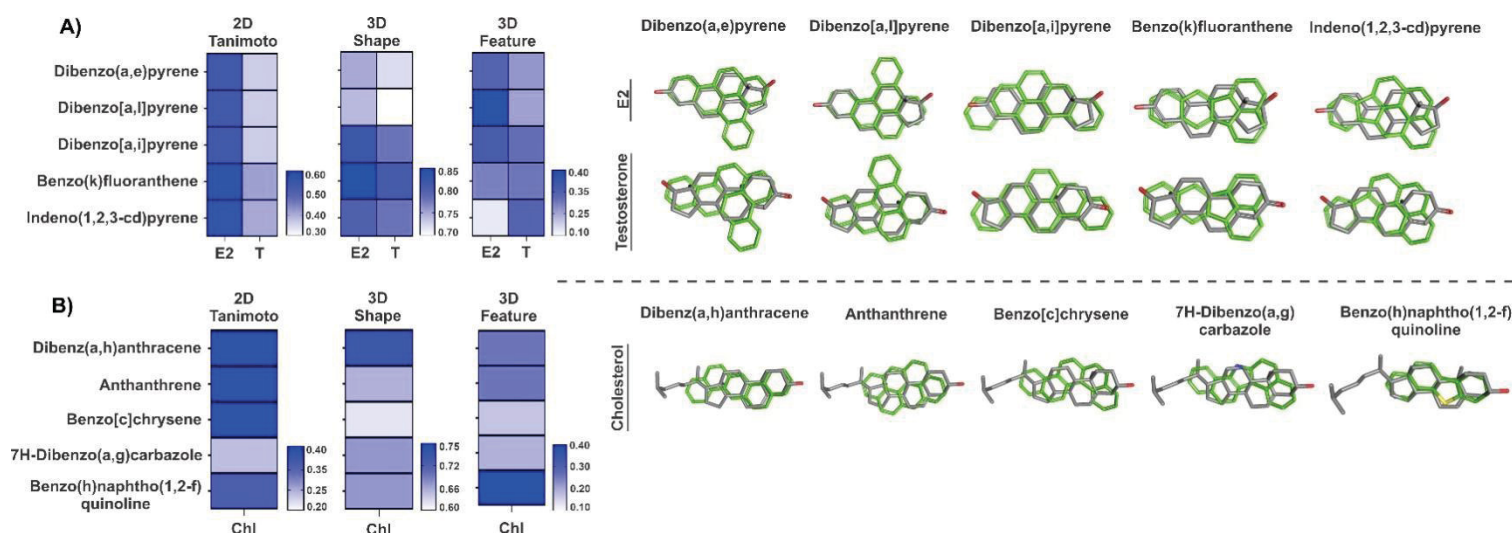 A)
2D
Tanimoto
3D
Shape
3D
Feature
Dibenzo(a,e)pyrene
Dibenzo[a,l]pyrene
Dibenzo[a,i]pyrene
Benzo(k)fluoranthene
Indeno(1,2,3-cd)pyrene
0.60
0.50
0.40
0.30
0.85
0.80
0.75
0.70
0.40
0.35
0.25
0.10
E2 T
E2 T
E2 T
Dibenzo(a,e)pyrene Dibenzo[a,l]pyrene Dibenzo[a,i]pyrene Benzo(k)fluoranthene Indeno(1,2,3-cd)pyrene
E2
Testosterone
B)
2D
Tanimoto
3D
Shape
3D
Feature
Dibenz(a,h)anthracene
Anthanthrene
Benzo[c]chrysene
7H-Dibenzo(a,g)carbazole
Benzo(h)naphtho(1,2-f)
quinoline
0.40
0.35
0.25
0.20
0.75
0.72
0.66
0.60
0.40
0.30
0.20
0.10
Chl
Chl
Chl
Dibenz(a,h)anthracene Anthanthrene Benzo[c]chrysene 7H-Dibenzo(a,g) Benzo(h)naphtho(1,2-f)
carbazole quinoline
Cholesterol